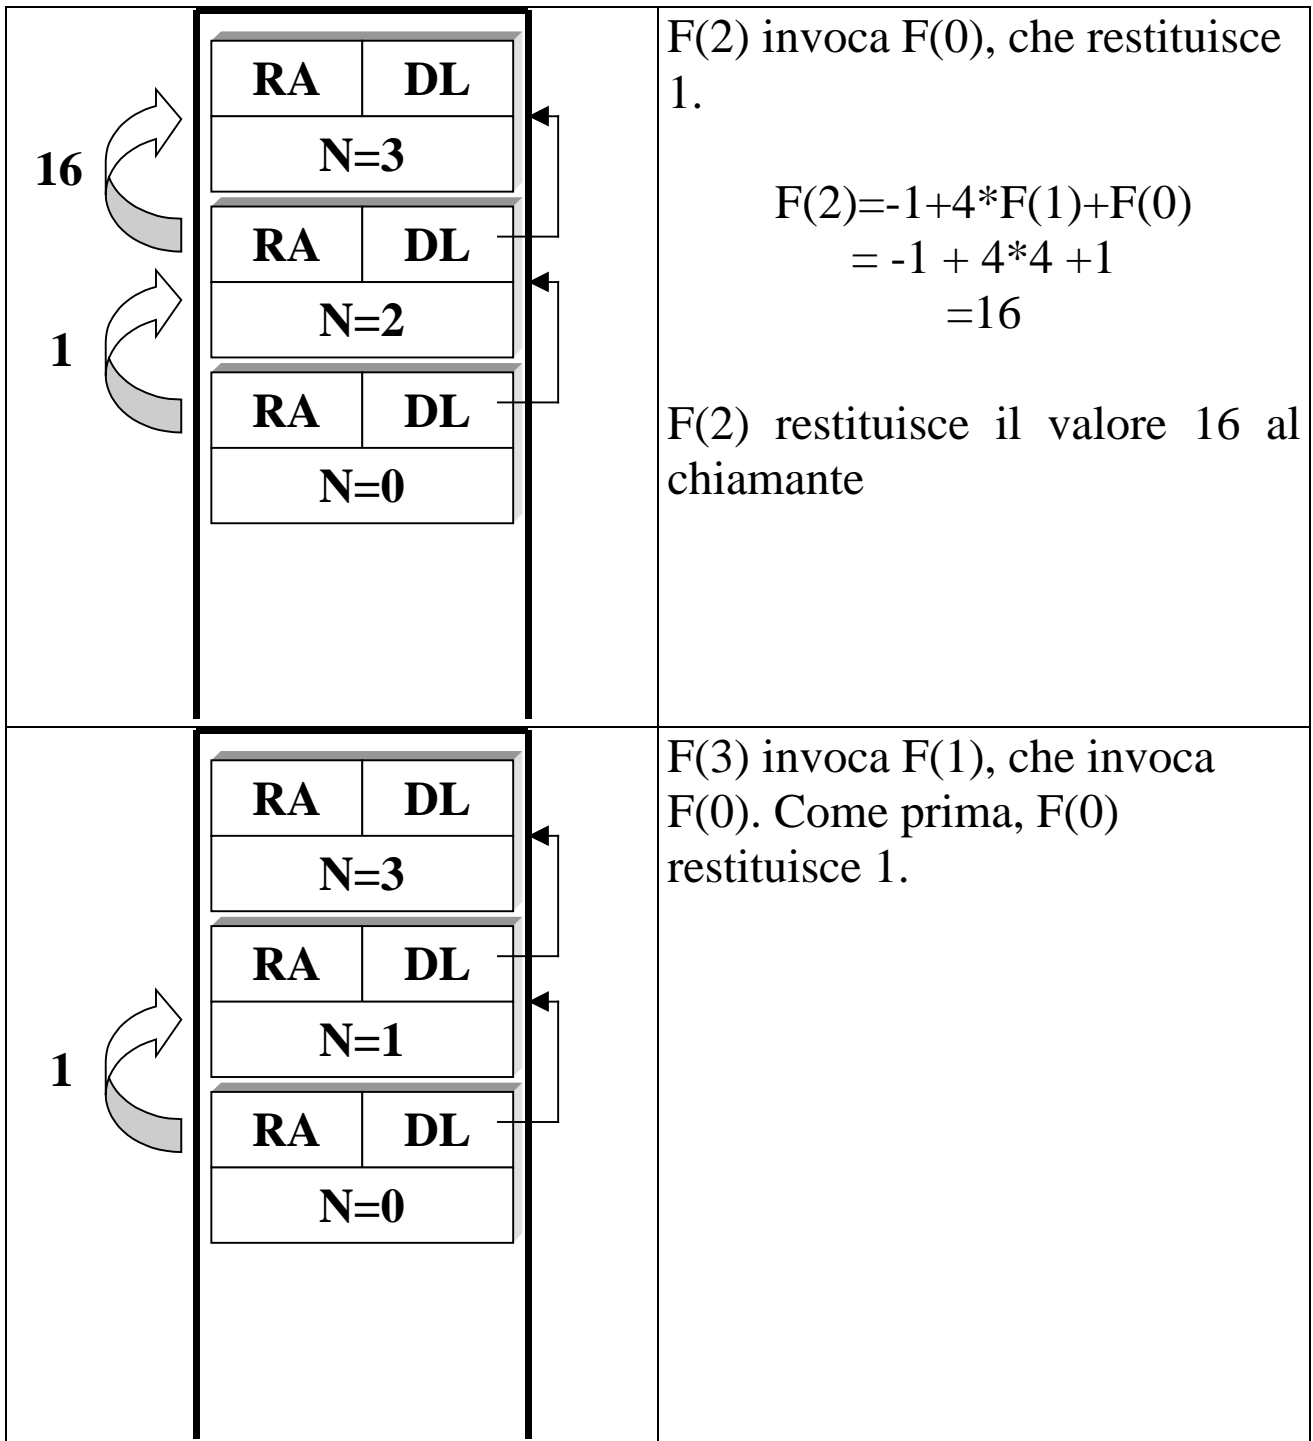 RA DL
N=3
16
RA DL
N=2
1
RA DL
N=0
F(2) invoca F(0), che restituisce
1.
F(2)=-1+4*F(1)+F(0)
= -1 + 4*4 +1
=16
F(2) restituisce il valore 16 al
chiamante
RA DL
N=3
RA DL
N=1
1
RA DL
N=0
F(3) invoca F(1), che invoca
F(0). Come prima, F(0)
restituisce 1.